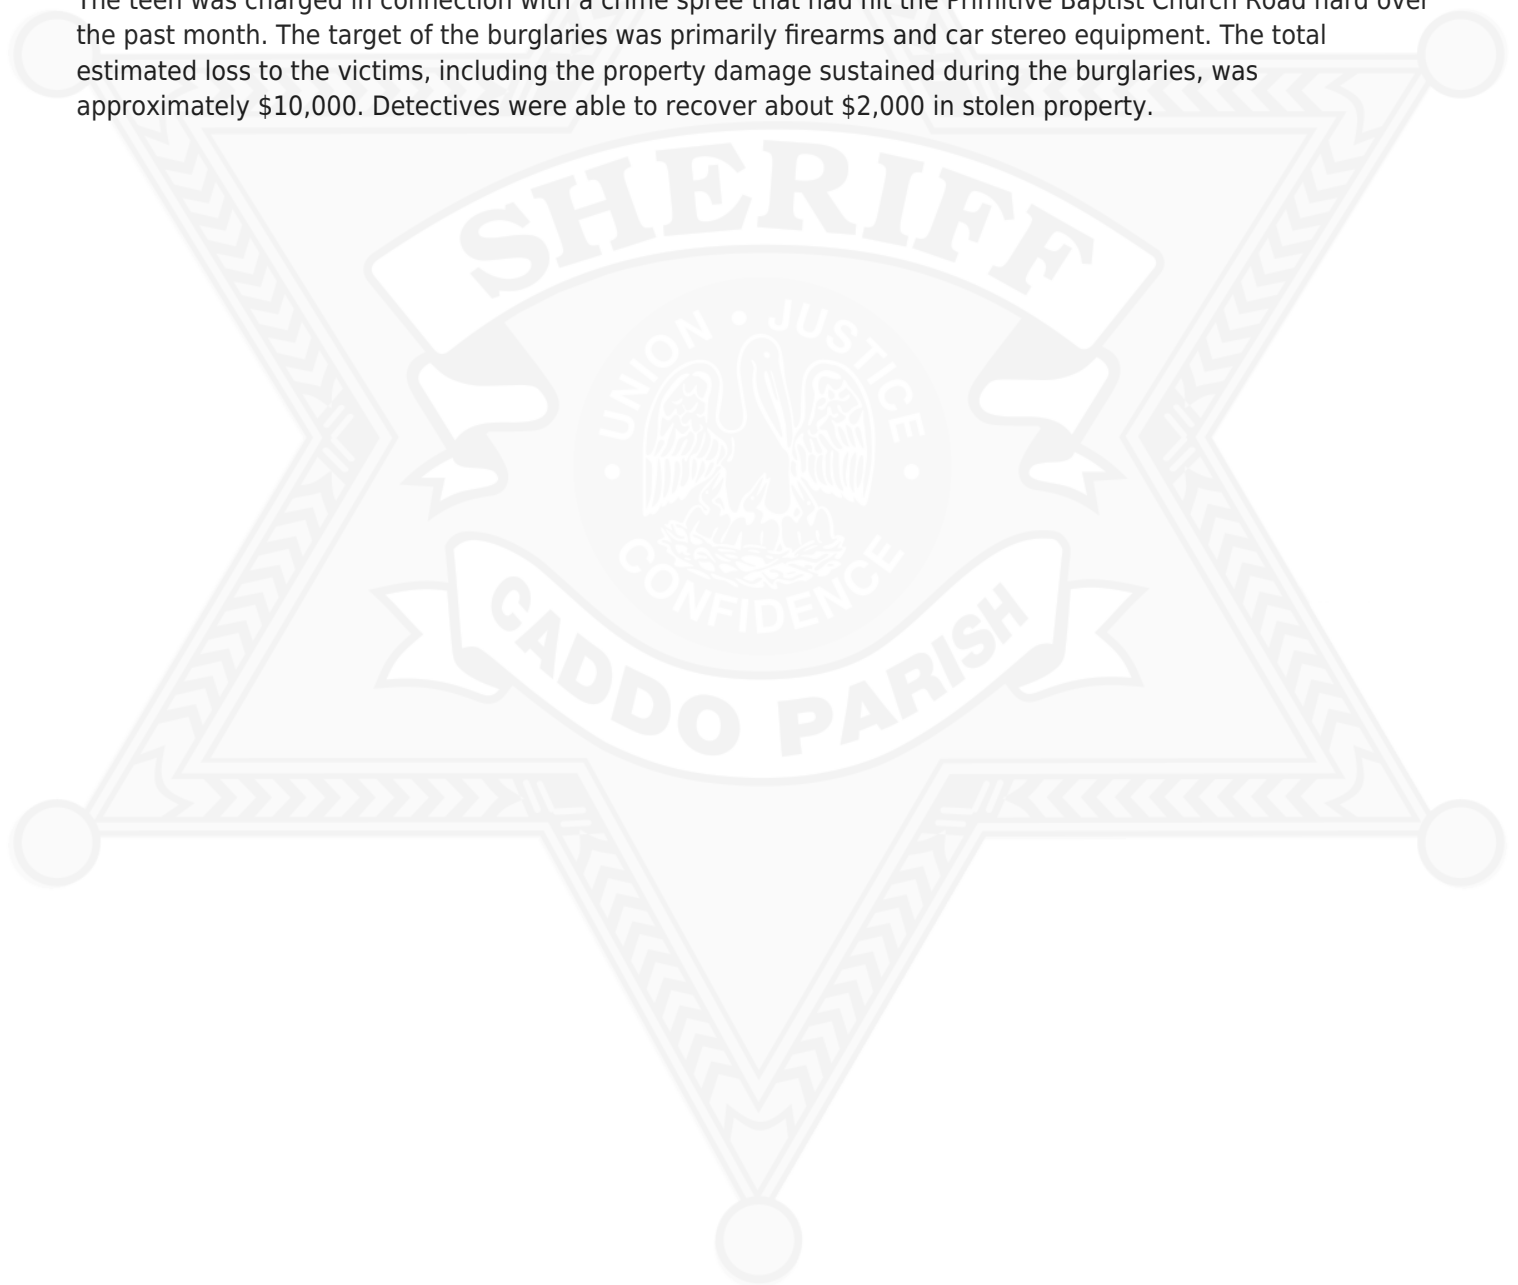 The teen was charged in connection with a crime spree that had hit the Primitive Baptist Church Road hard over
the past month. The target of the burglaries was primarily firearms and car stereo equipment. The total
estimated loss to the victims, including the property damage sustained during the burglaries, was
approximately $10,000. Detectives were able to recover about $2,000 in stolen property.
SHERIFF
UNION • JUSTICE
• CONFIDENCE •
CADDO PARISH